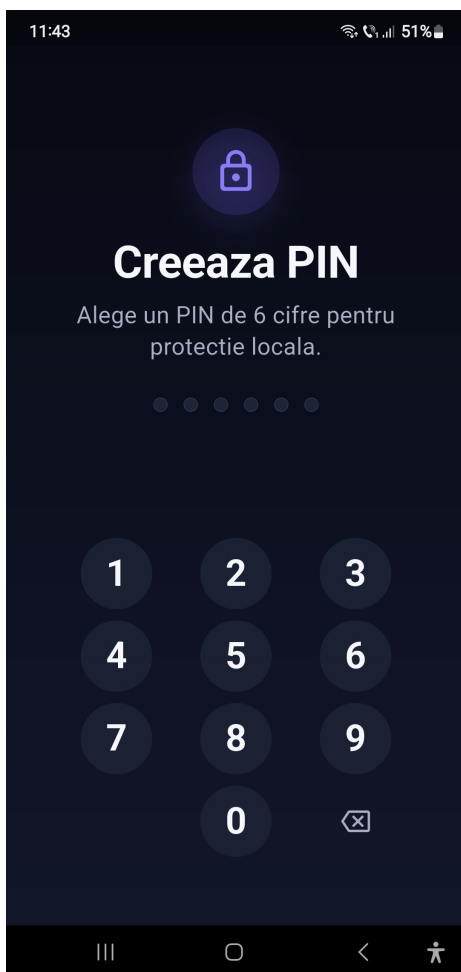 11:43 51%
Creeaza PIN
Alege un PIN de 6 cifre pentru
protectie locala.
1 2 3
4 5 6
7 8 9
0